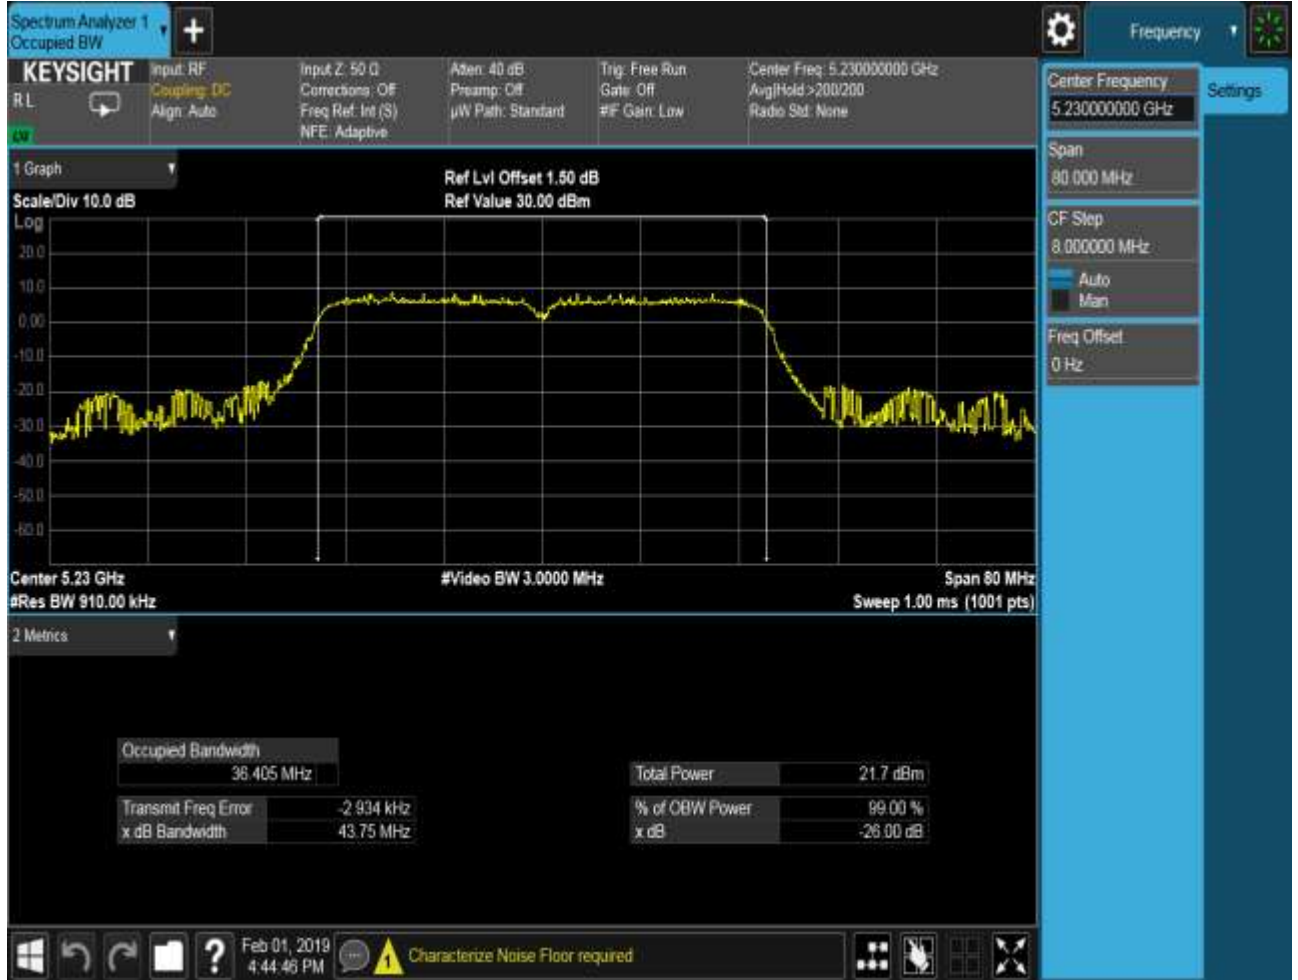 Spectrum Analyzer 1
Occupied BW
Frequency
KEYSIGHT
RL
Input: RF
Coupling: DC
Align: Auto
Input Z: 50 Ω
Corrections: Off
Freq Ref: Int (S)
NFE: Adaptive
Atten: 40 dB
Preamp: Off
µW Path: Standard
Trig: Free Run
Gate: Off
#IF Gain: Low
Center Freq: 5.230000000 GHz
Avg|Hold:>200/200
Radio Std: None
Center Frequency
5.230000000 GHz
Settings
Span
80.000 MHz
CF Step
8.000000 MHz
Auto
Man
Freq Offset
0 Hz
1 Graph
Scale/Div 10.0 dB
Ref Lvl Offset 1.50 dB
Ref Value 30.00 dBm
Log
20.0
10.0
0.00
-10.0
-20.0
-30.0
-40.0
-50.0
-60.0
Center 5.23 GHz
#Video BW 3.0000 MHz
Span 80 MHz
#Res BW 910.00 kHz
Sweep 1.00 ms (1001 pts)
2 Metrics
Occupied Bandwidth
36.405 MHz
Total Power 21.7 dBm
Transmit Freq Error -2.934 kHz
% of OBW Power 99.00 %
x dB Bandwidth 43.75 MHz
x dB -26.00 dB
Feb 01, 2019
4:44:46 PM
1
Characterize Noise Floor required